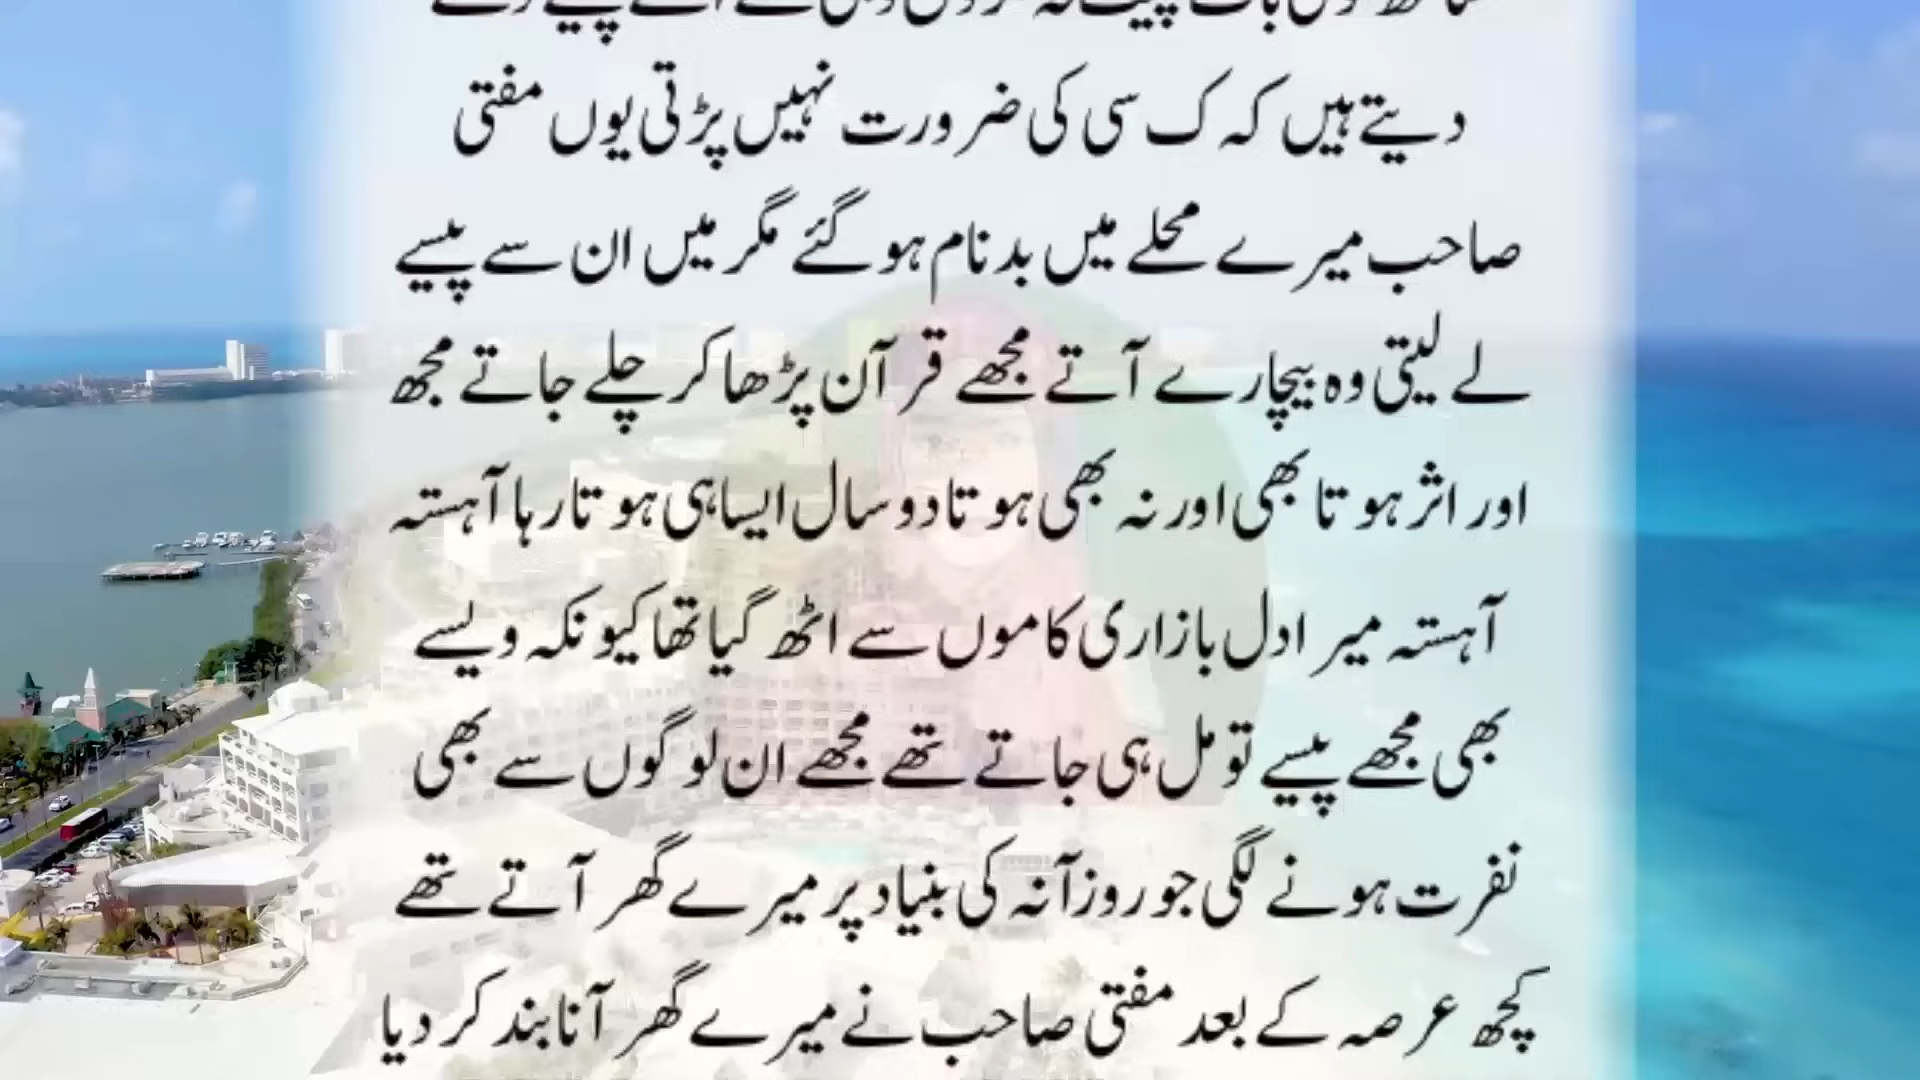 دیتے ہیں کہ ک سی کی ضرورت نہیں پڑتی یوں مفتی
صاحب میرے محلے میں بدنام ہو گئے مگر میں ان سے پیسے
لے لیتی وہ بیچارے آتے مجھے قرآن پڑھا کر چلے جاتے مجھ
اور اثر ہوتا بھی اور نہ بھی ہوتا دو سال ایسا ہی ہوتا رہا آہستہ
آہستہ میرا دل بازاری کاموں سے اٹھ گیا تھا کیونکہ ویسے
بھی مجھے پیسے تو مل ہی جاتے تھے مجھے ان لوگوں سے بھی
نفرت ہونے لگی جو روزآنہ کی بنیاد پر میرے گھر آتے تھے
کچھ عرصہ کے بعد مفتی صاحب نے میرے گھر آنا بند کر دیا